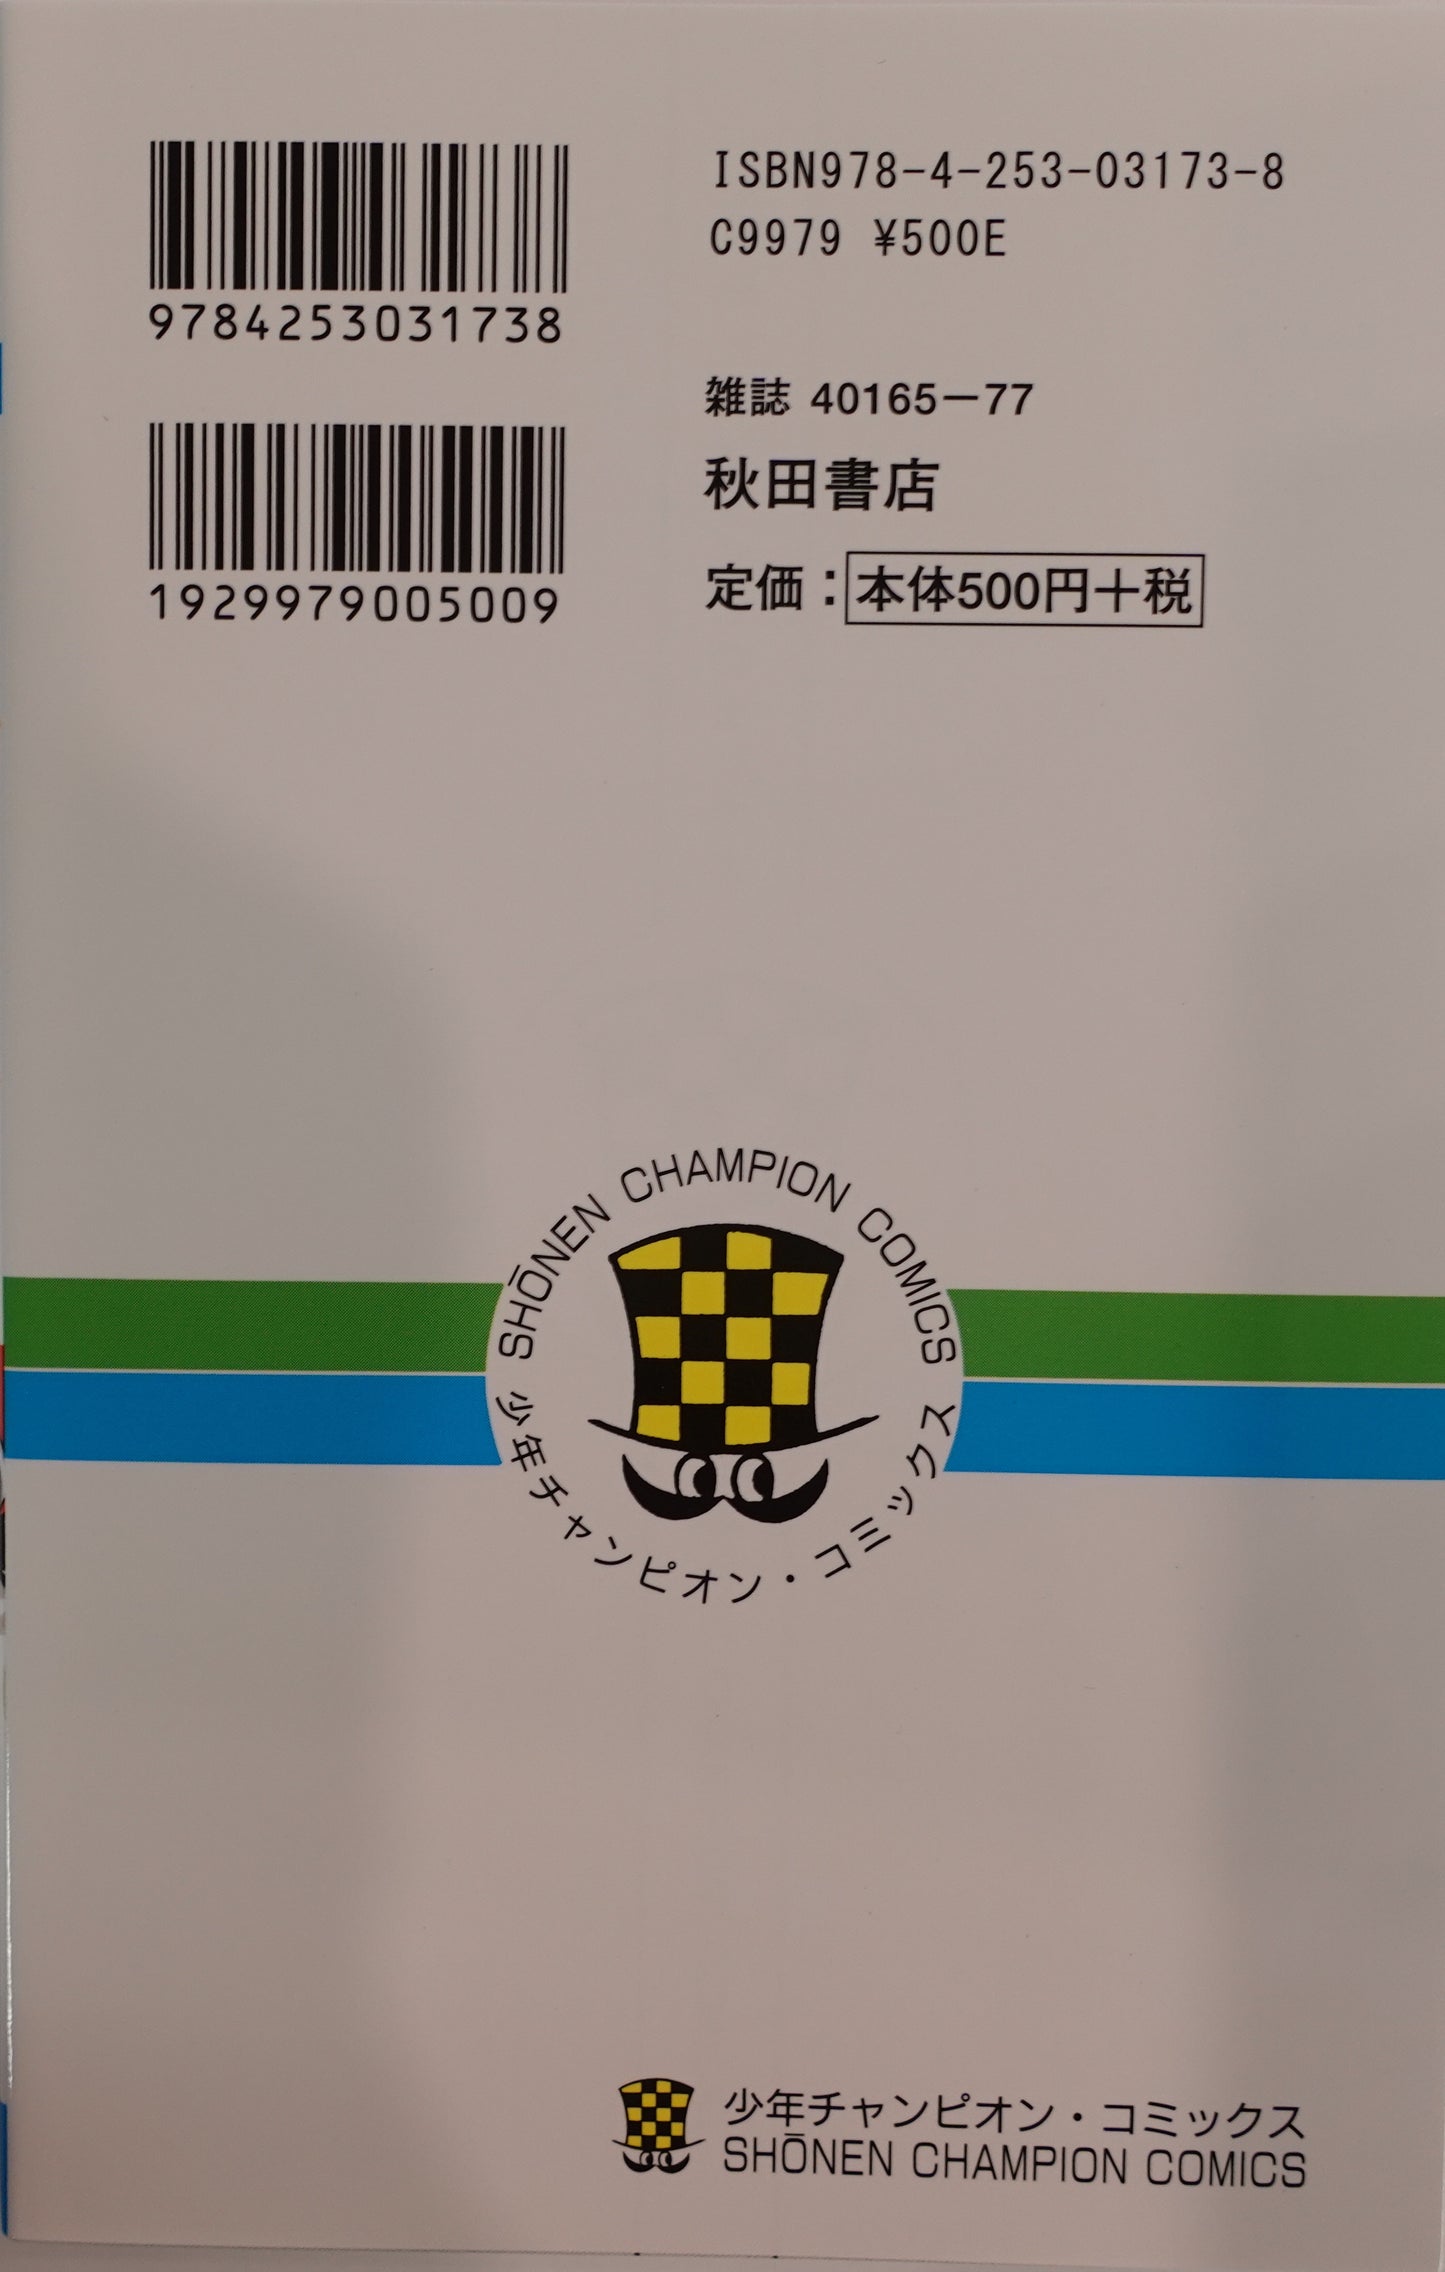 9784253031738
1929979005009
ISBN978-4-253-03173-8
C9979 ¥500E
雑誌 40165-77
秋田書店
定価：本体500円+税
SHŌNEN CHAMPION COMICS
少年チャンピオン・コミックス
少年チャンピオン・コミックス
SHŌNEN CHAMPION COMICS